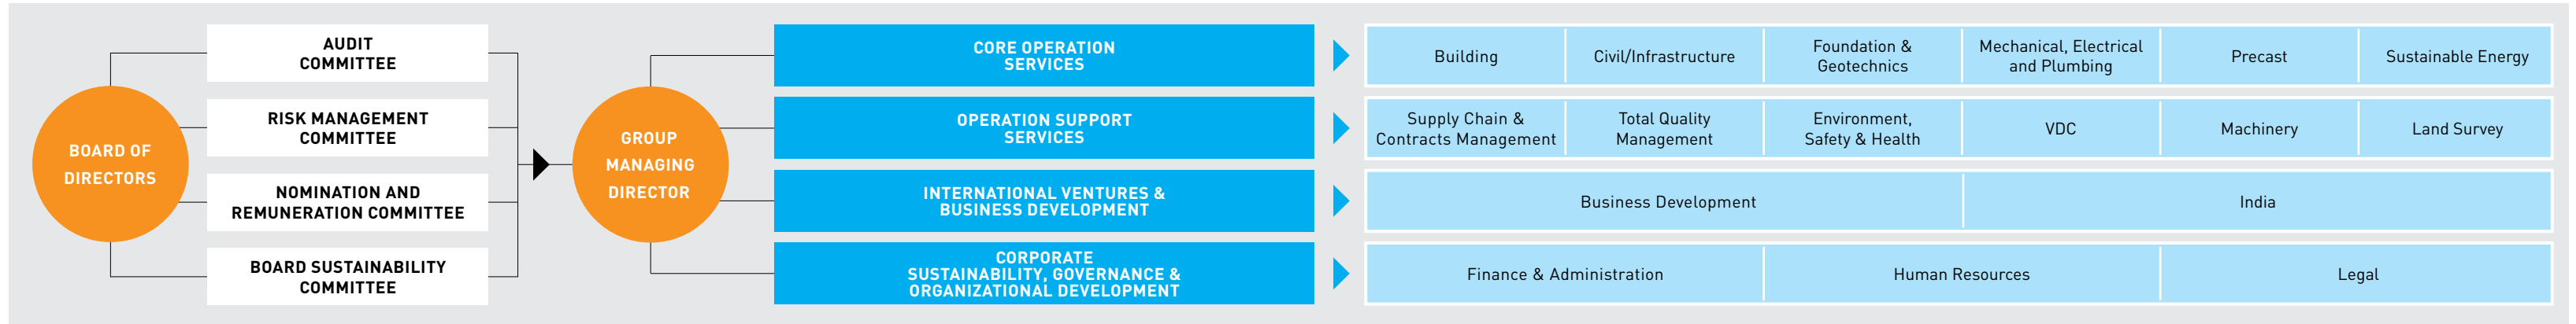 BOARD OF
DIRECTORS
AUDIT
COMMITTEE
RISK MANAGEMENT
COMMITTEE
NOMINATION AND
REMUNERATION COMMITTEE
BOARD SUSTAINABILITY
COMMITTEE
GROUP
MANAGING
DIRECTOR
CORE OPERATION
SERVICES
Building
Civil/Infrastructure
Foundation &
Geotechnics
Mechanical, Electrical
and Plumbing
Precast
Sustainable Energy
OPERATION SUPPORT
SERVICES
Supply Chain &
Contracts Management
Total Quality
Management
Environment,
Safety & Health
VDC
Machinery
Land Survey
INTERNATIONAL VENTURES &
BUSINESS DEVELOPMENT
Business Development
India
CORPORATE
SUSTAINABILITY, GOVERNANCE &
ORGANIZATIONAL DEVELOPMENT
Finance & Administration
Human Resources
Legal